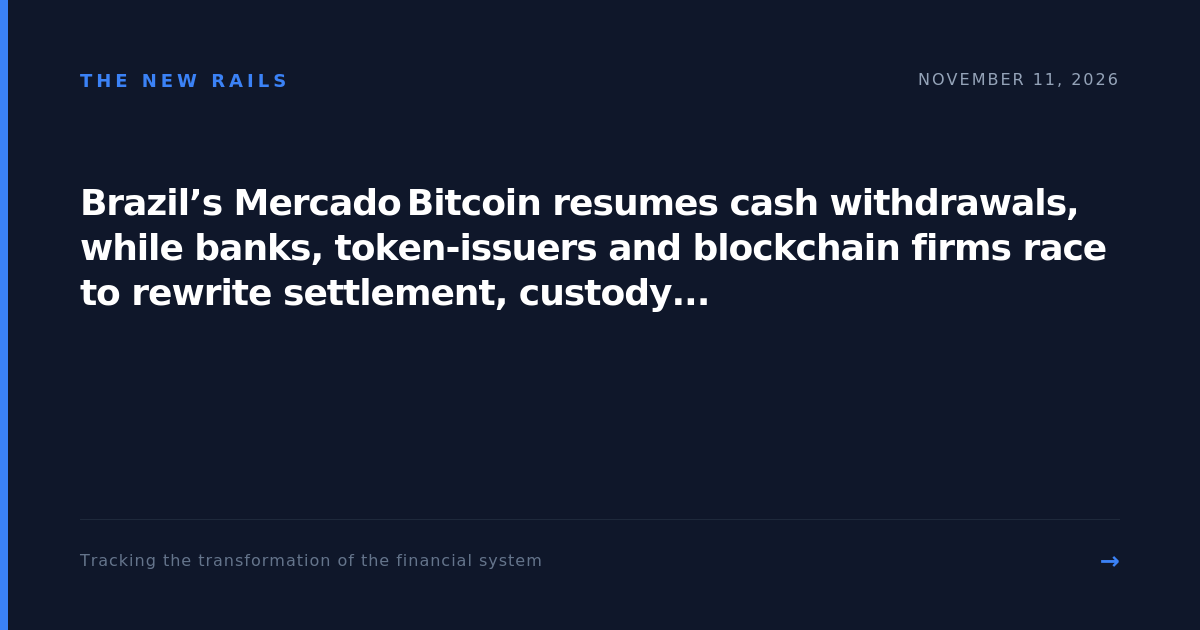 THE NEW RAILS
NOVEMBER 11, 2026
Brazil’s Mercado Bitcoin resumes cash withdrawals,
while banks, token-issuers and blockchain firms race
to rewrite settlement, custody...
Tracking the transformation of the financial system
→